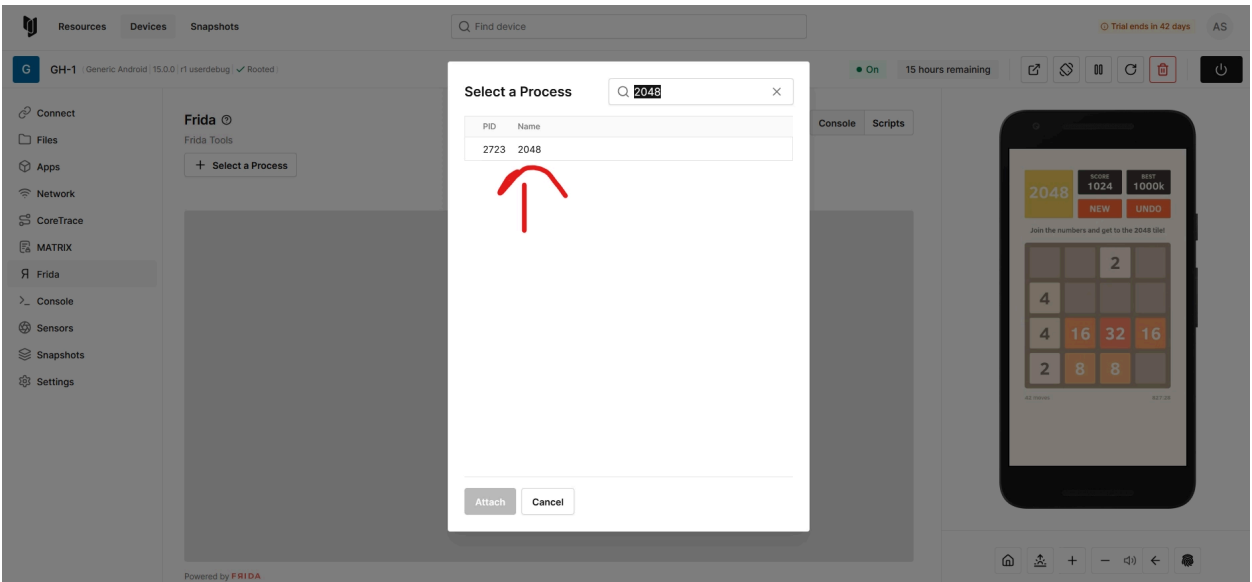 Resources Devices Snapshots
Find device
Trial ends in 42 days AS
G GH-1 Generic Android 15.0.0 r1 userdebug Rooted
On 15 hours remaining
Connect
Files
Apps
Network
CoreTrace
MATRIX
Frida
Console
Sensors
Snapshots
Settings
Frida
Frida Tools
+ Select a Process
Console Scripts
Powered by FRIDA
Select a Process
2048
PID Name
2723 2048
Attach Cancel
2048
SCORE BEST
1024 1000k
NEW UNDO
Join the numbers and get to the 2048 tile!
2
4
4 16 32 16
2 8 8